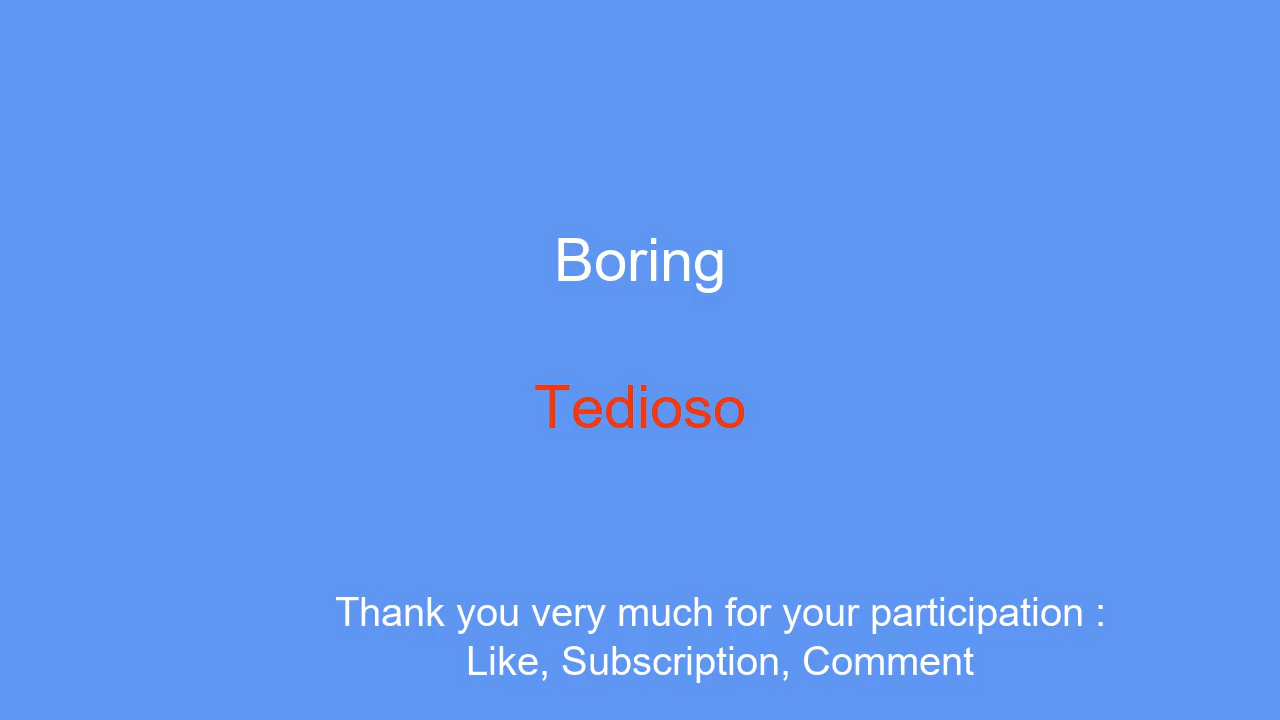 Boring
Tedioso
Thank you very much for your participation :
Like, Subscription, Comment